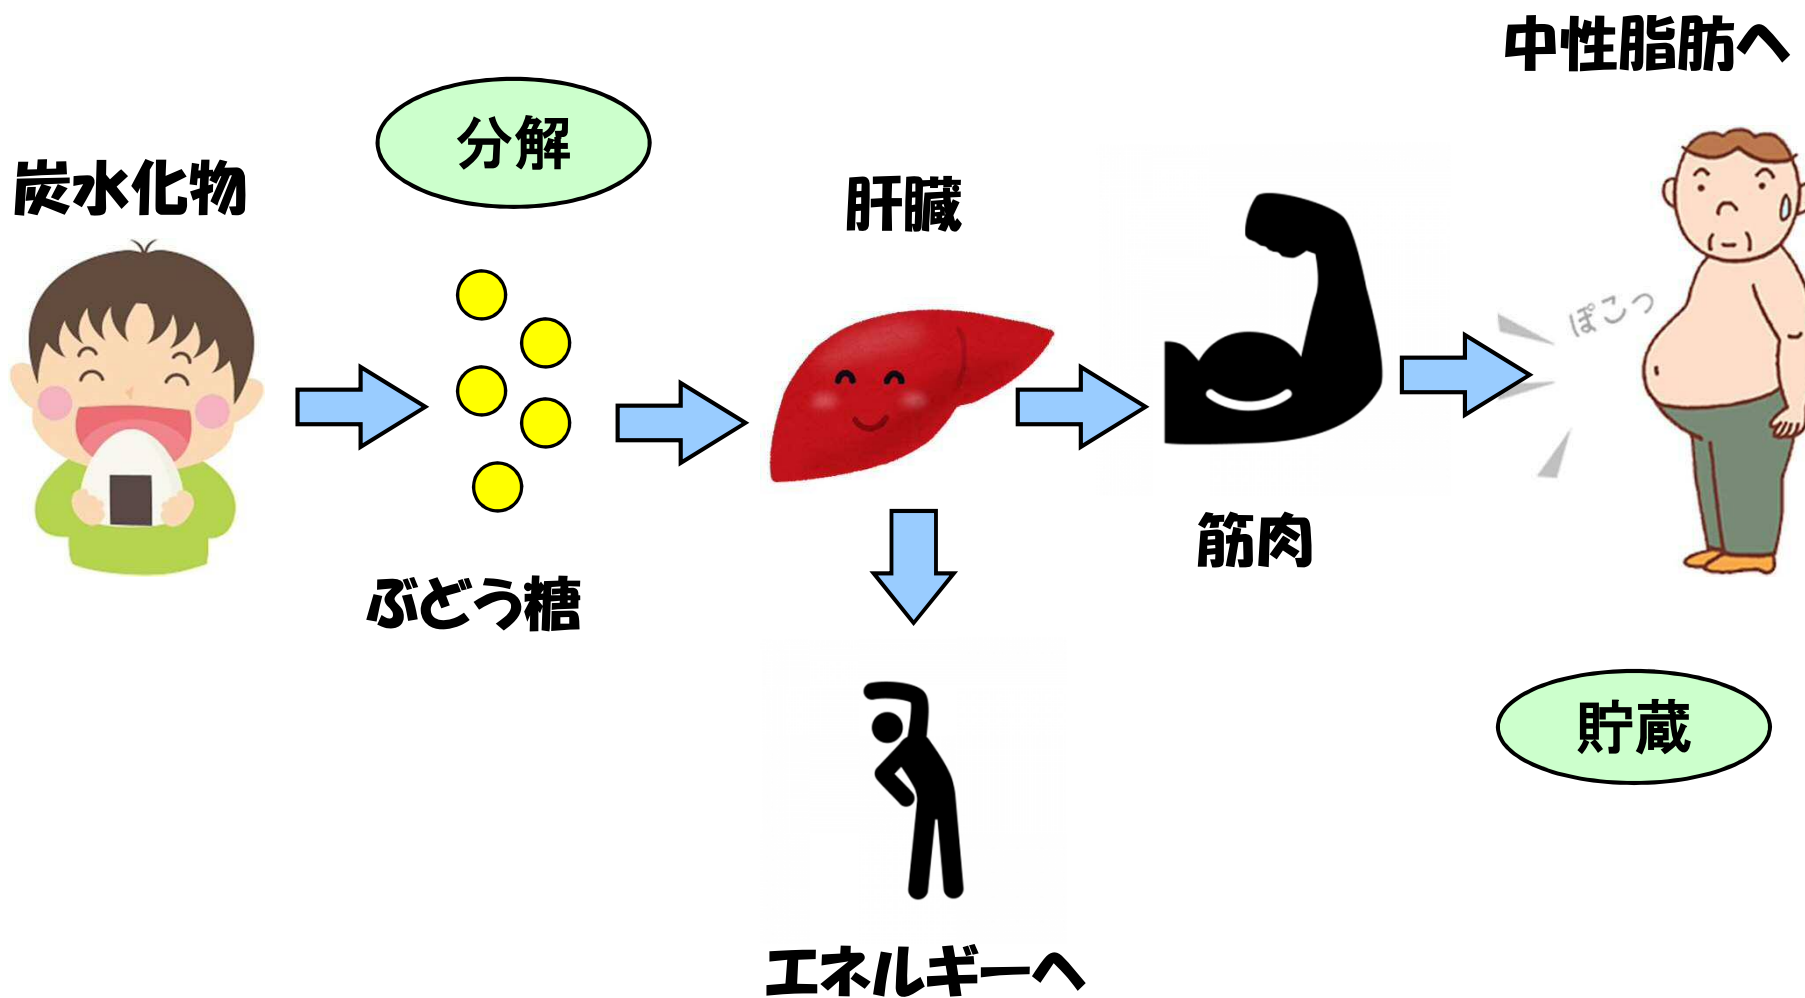 中性脂肪へ
分解
炭水化物
肝臓
ぽこっ
筋肉
ぶどう糖
貯蔵
エネルギーへ